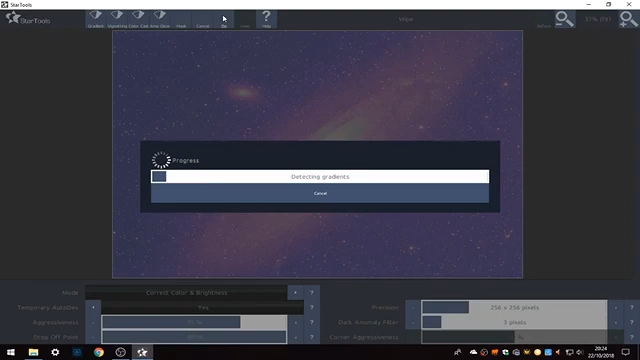 StarTools
StarTools
Gradient Vignetting Color Cast Amp Glow Mask Cancel Do Help
Wipe
Progress
Detecting gradients
Cancel
Mode Correct Color & Brightness ?
Temporary AutoDev Yes ?
Precision 256 x 256 pixels ?
Aggressiveness ?
Dark Anomaly Filter 3 pixels ?
Drop Off Point ?
Corner Aggressiveness % ?
20:24
22/10/2018